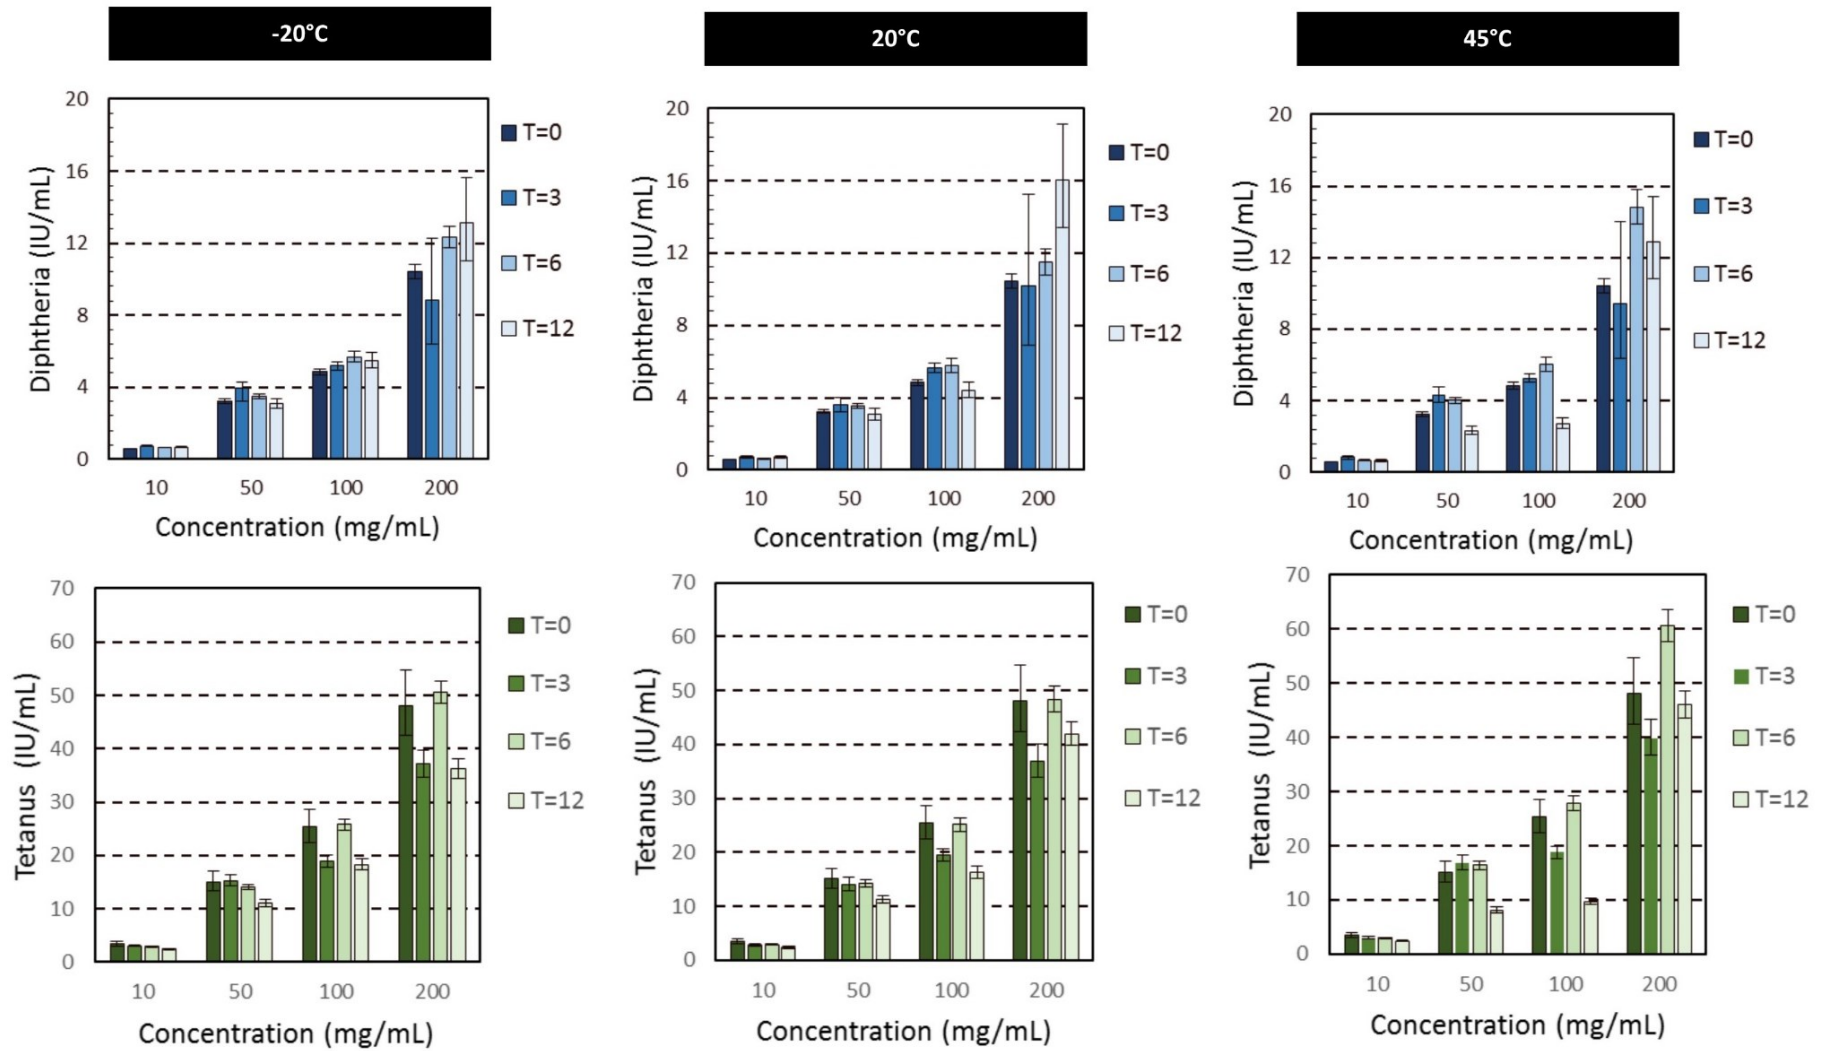 -20°C
20°C
45°C
Diphtheria (IU/mL)
20
16
12
8
4
0
10 50 100 200
Concentration (mg/mL)
T=0
T=3
T=6
T=12
Diphtheria (IU/mL)
20
16
12
8
4
0
10 50 100 200
Concentration (mg/mL)
T=0
T=3
T=6
T=12
Diphtheria (IU/mL)
20
16
12
8
4
0
10 50 100 200
Concentration (mg/mL)
T=0
T=3
T=6
T=12
Tetanus (IU/mL)
70
60
50
40
30
20
10
0
10 50 100 200
Concentration (mg/mL)
T=0
T=3
T=6
T=12
Tetanus (IU/mL)
70
60
50
40
30
20
10
0
10 50 100 200
Concentration (mg/mL)
T=0
T=3
T=6
T=12
Tetanus (IU/mL)
70
60
50
40
30
20
10
0
10 50 100 200
Concentration (mg/mL)
T=0
T=3
T=6
T=12